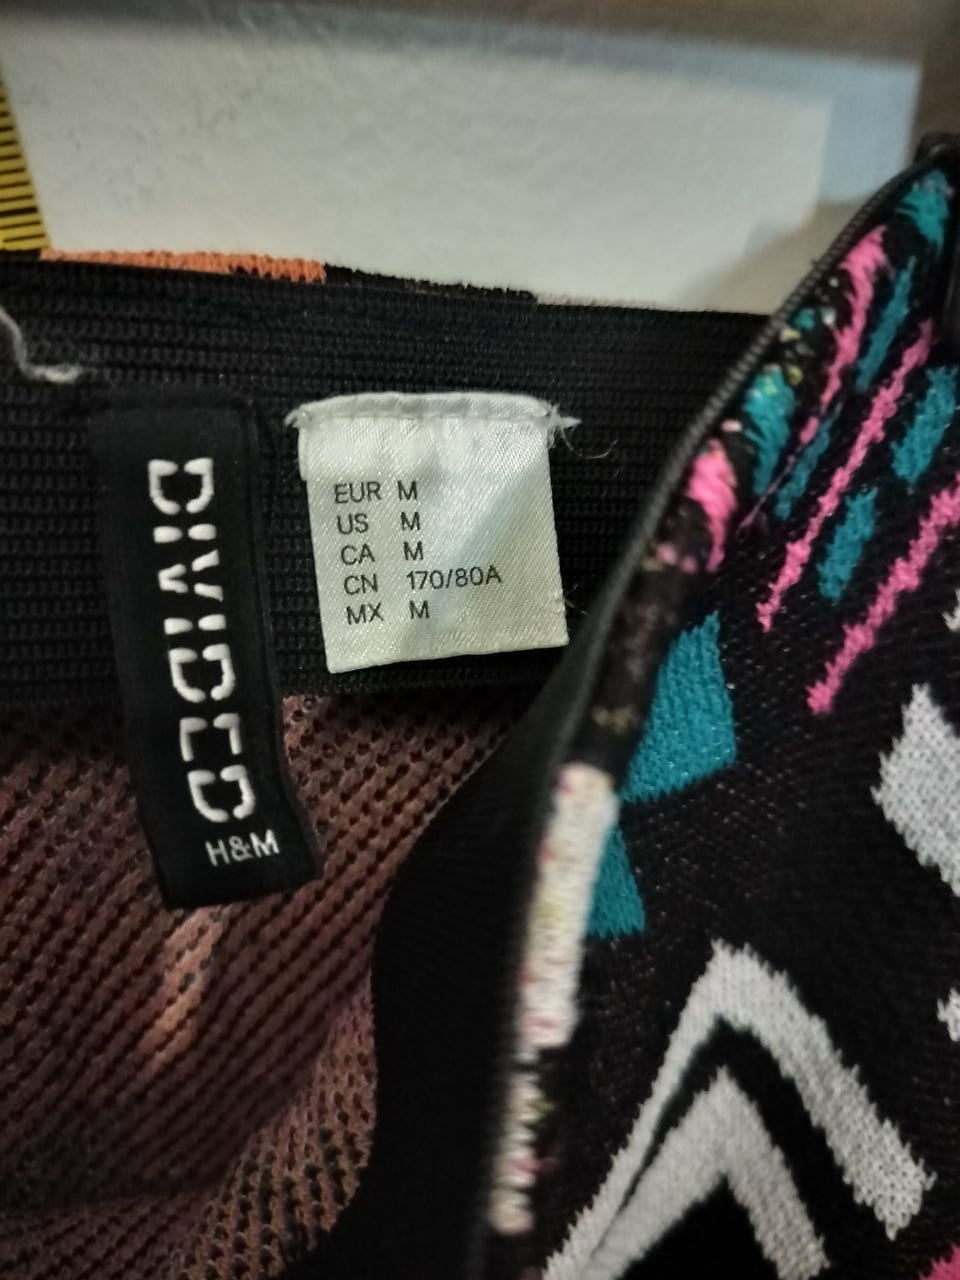 DIVIDED
H&M
EUR M
US M
CA M
CN 170/80A
MX M